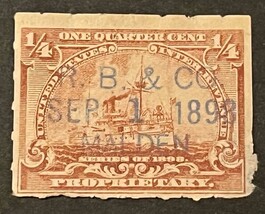 ONE QUARTER CENT
1/4 1/4
UNITED STATES INTERNAL REVENUE
R. B. & CO.
SEP 1 1898
MALDEN
SERIES OF 1898.
PROPRIETARY.